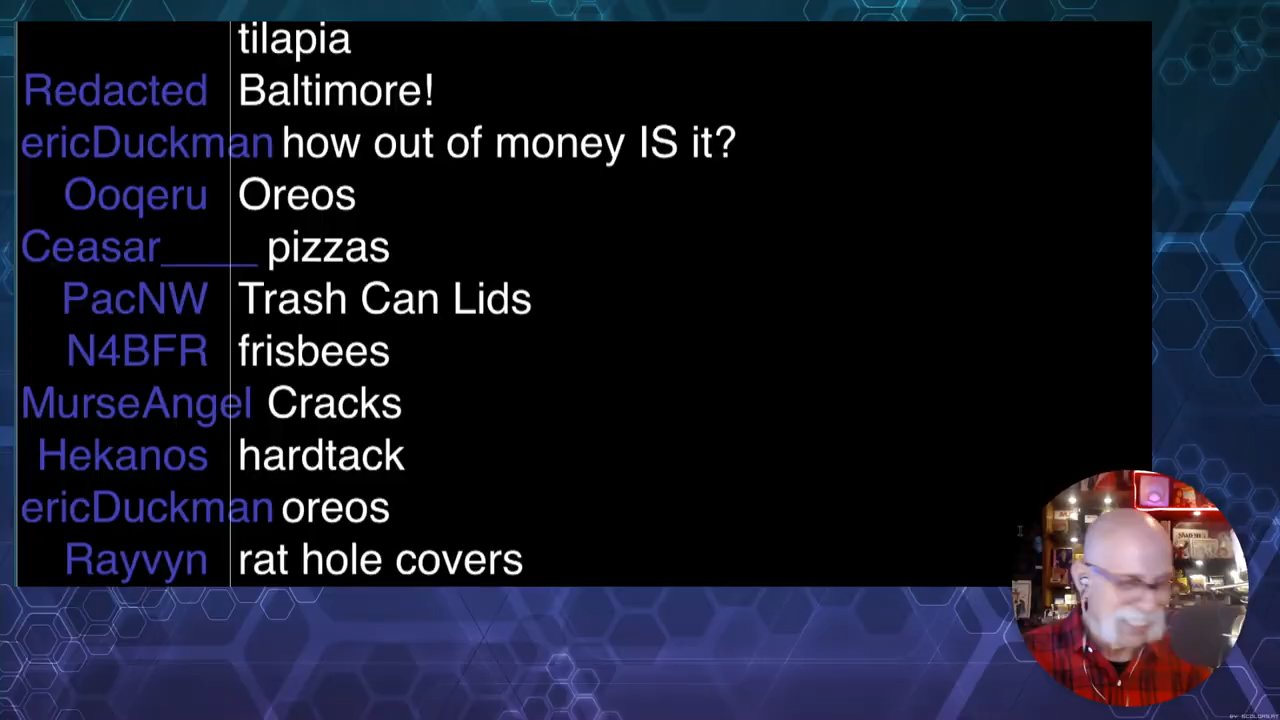 tilapia
Redacted Baltimore!
ericDuckman how out of money IS it?
Ooqeru Oreos
Ceasar_____ pizzas
PacNW Trash Can Lids
N4BFR frisbees
MurseAngel Cracks
Hekanos hardtack
ericDuckman oreos
Rayvyn rat hole covers